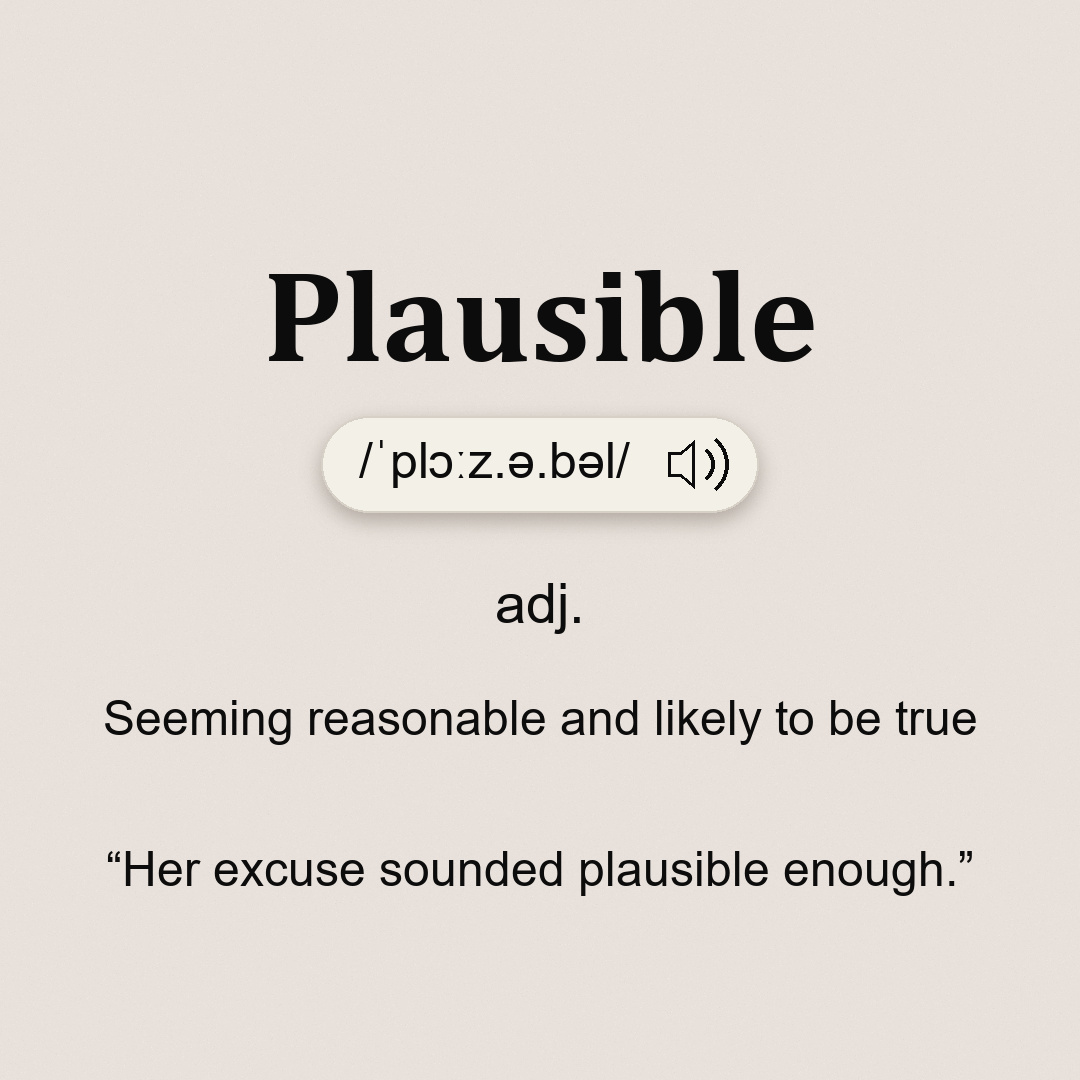 Plausible
/ˈplɔːz.ə.bəl/
adj.
Seeming reasonable and likely to be true
“Her excuse sounded plausible enough.”